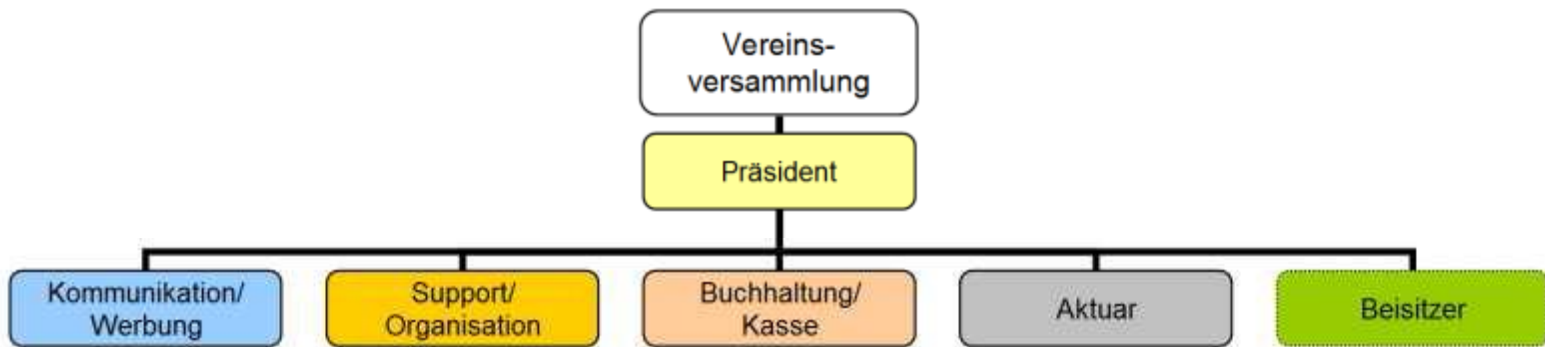 Vereins-
versammlung
Präsident
Kommunikation/
Werbung
Support/
Organisation
Buchhaltung/
Kasse
Aktuar
Beisitzer